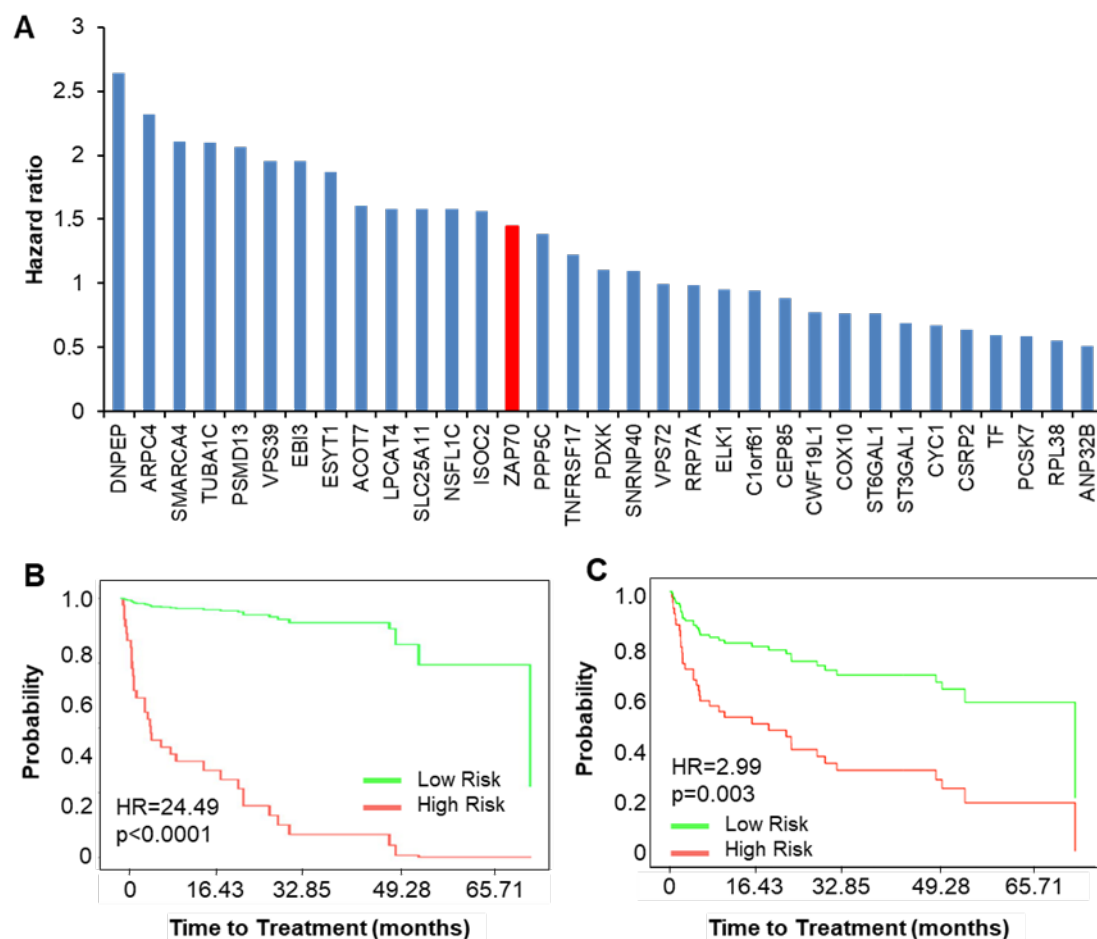 A
Hazard ratio
3
2.5
2
1.5
1
0.5
0
DNPEP
ARPC4
SMARCA4
TUBA1C
PSMD13
VPS39
EBI3
ESYT1
ACOT7
LPCAT4
SLC25A11
NSFL1C
ISOC2
ZAP70
PPP5C
TNFRSF17
PDXK
SNRNP40
VPS72
RRP7A
ELK1
C1orf61
CEP85
CWF19L1
COX10
ST6GAL1
ST3GAL1
CYC1
CSRP2
TF
PCSK7
RPL38
ANP32B
B
Probability
1.0
0.8
0.6
0.4
0.2
0
HR=24.49
p<0.0001
Low Risk
High Risk
0 16.43 32.85 49.28 65.71
Time to Treatment (months)
C
Probability
1.0
0.8
0.6
0.4
0.2
0
HR=2.99
p=0.003
Low Risk
High Risk
0 16.43 32.85 49.28 65.71
Time to Treatment (months)